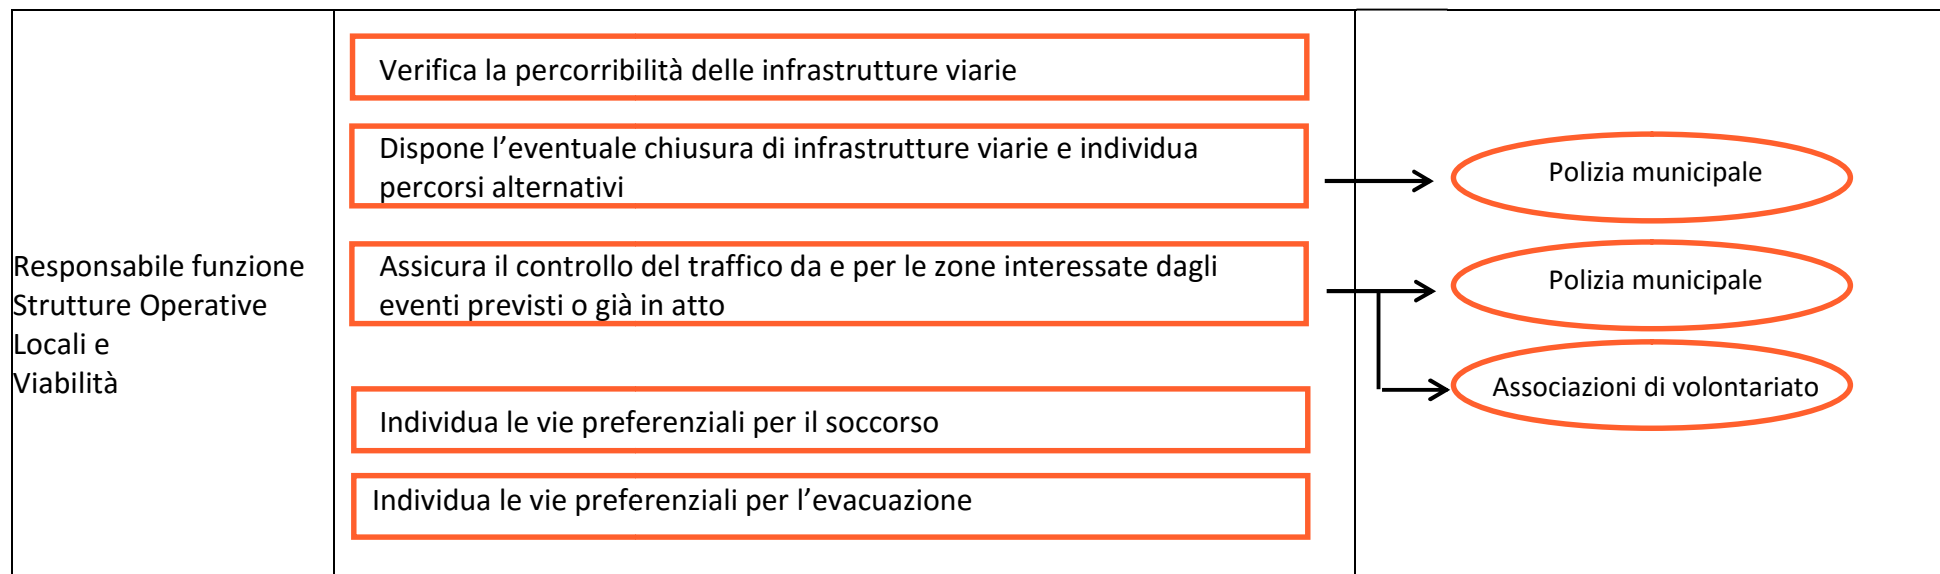 Responsabile funzione
Strutture Operative
Locali e
Viabilità
Verifica la percorribilità delle infrastrutture viarie
Dispone l’eventuale chiusura di infrastrutture viarie e individua
percorsi alternativi
Assicura il controllo del traffico da e per le zone interessate dagli
eventi previsti o già in atto
Individua le vie preferenziali per il soccorso
Individua le vie preferenziali per l’evacuazione
Polizia municipale
Polizia municipale
Associazioni di volontariato